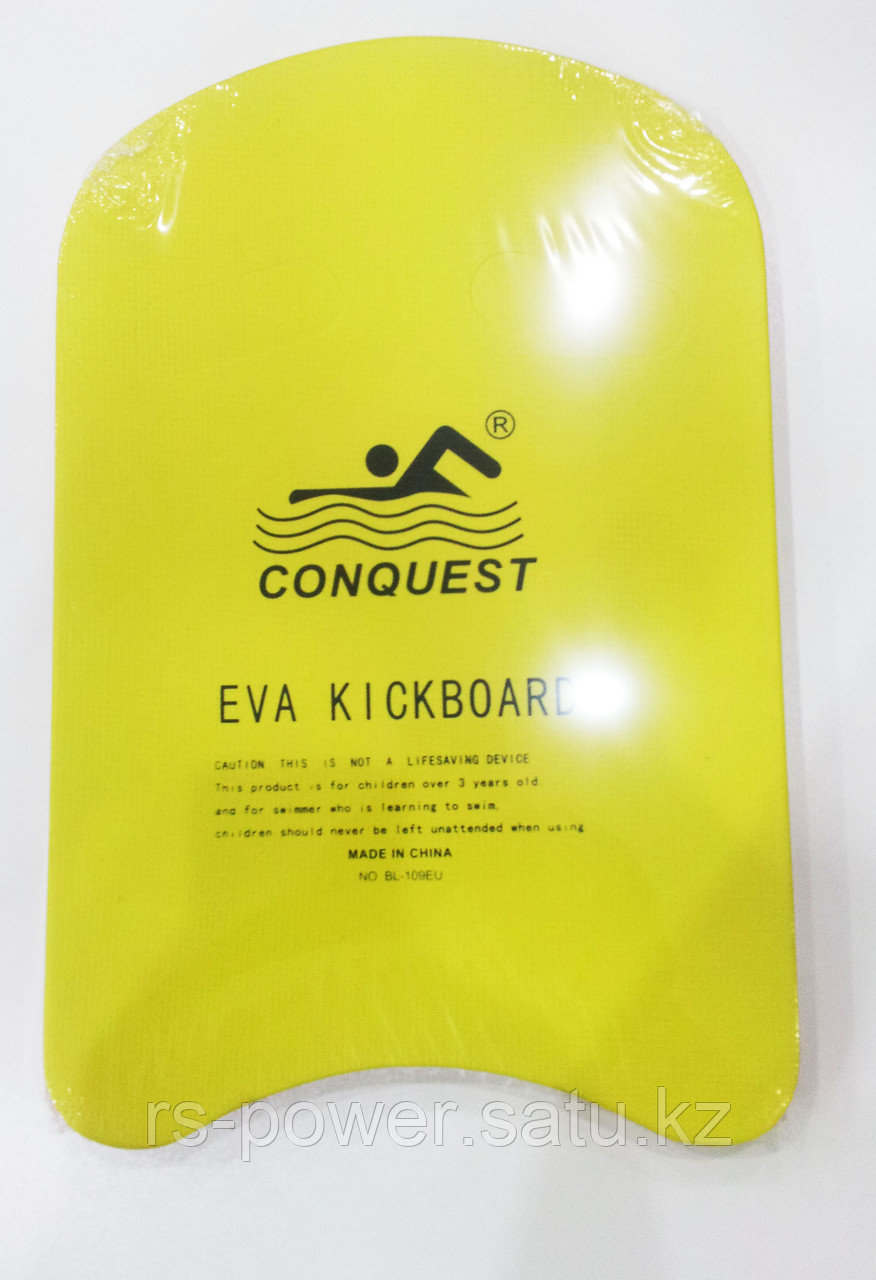 ®
CONQUEST
EVA KICKBOARD
CAUTION THIS IS NOT A LIFESAVING DEVICE
This product is for children over 3 years old
and for swimmer who is learning to swim.
children should never be left unattended when using
MADE IN CHINA
NO BL-109EU
rs-power.satu.kz